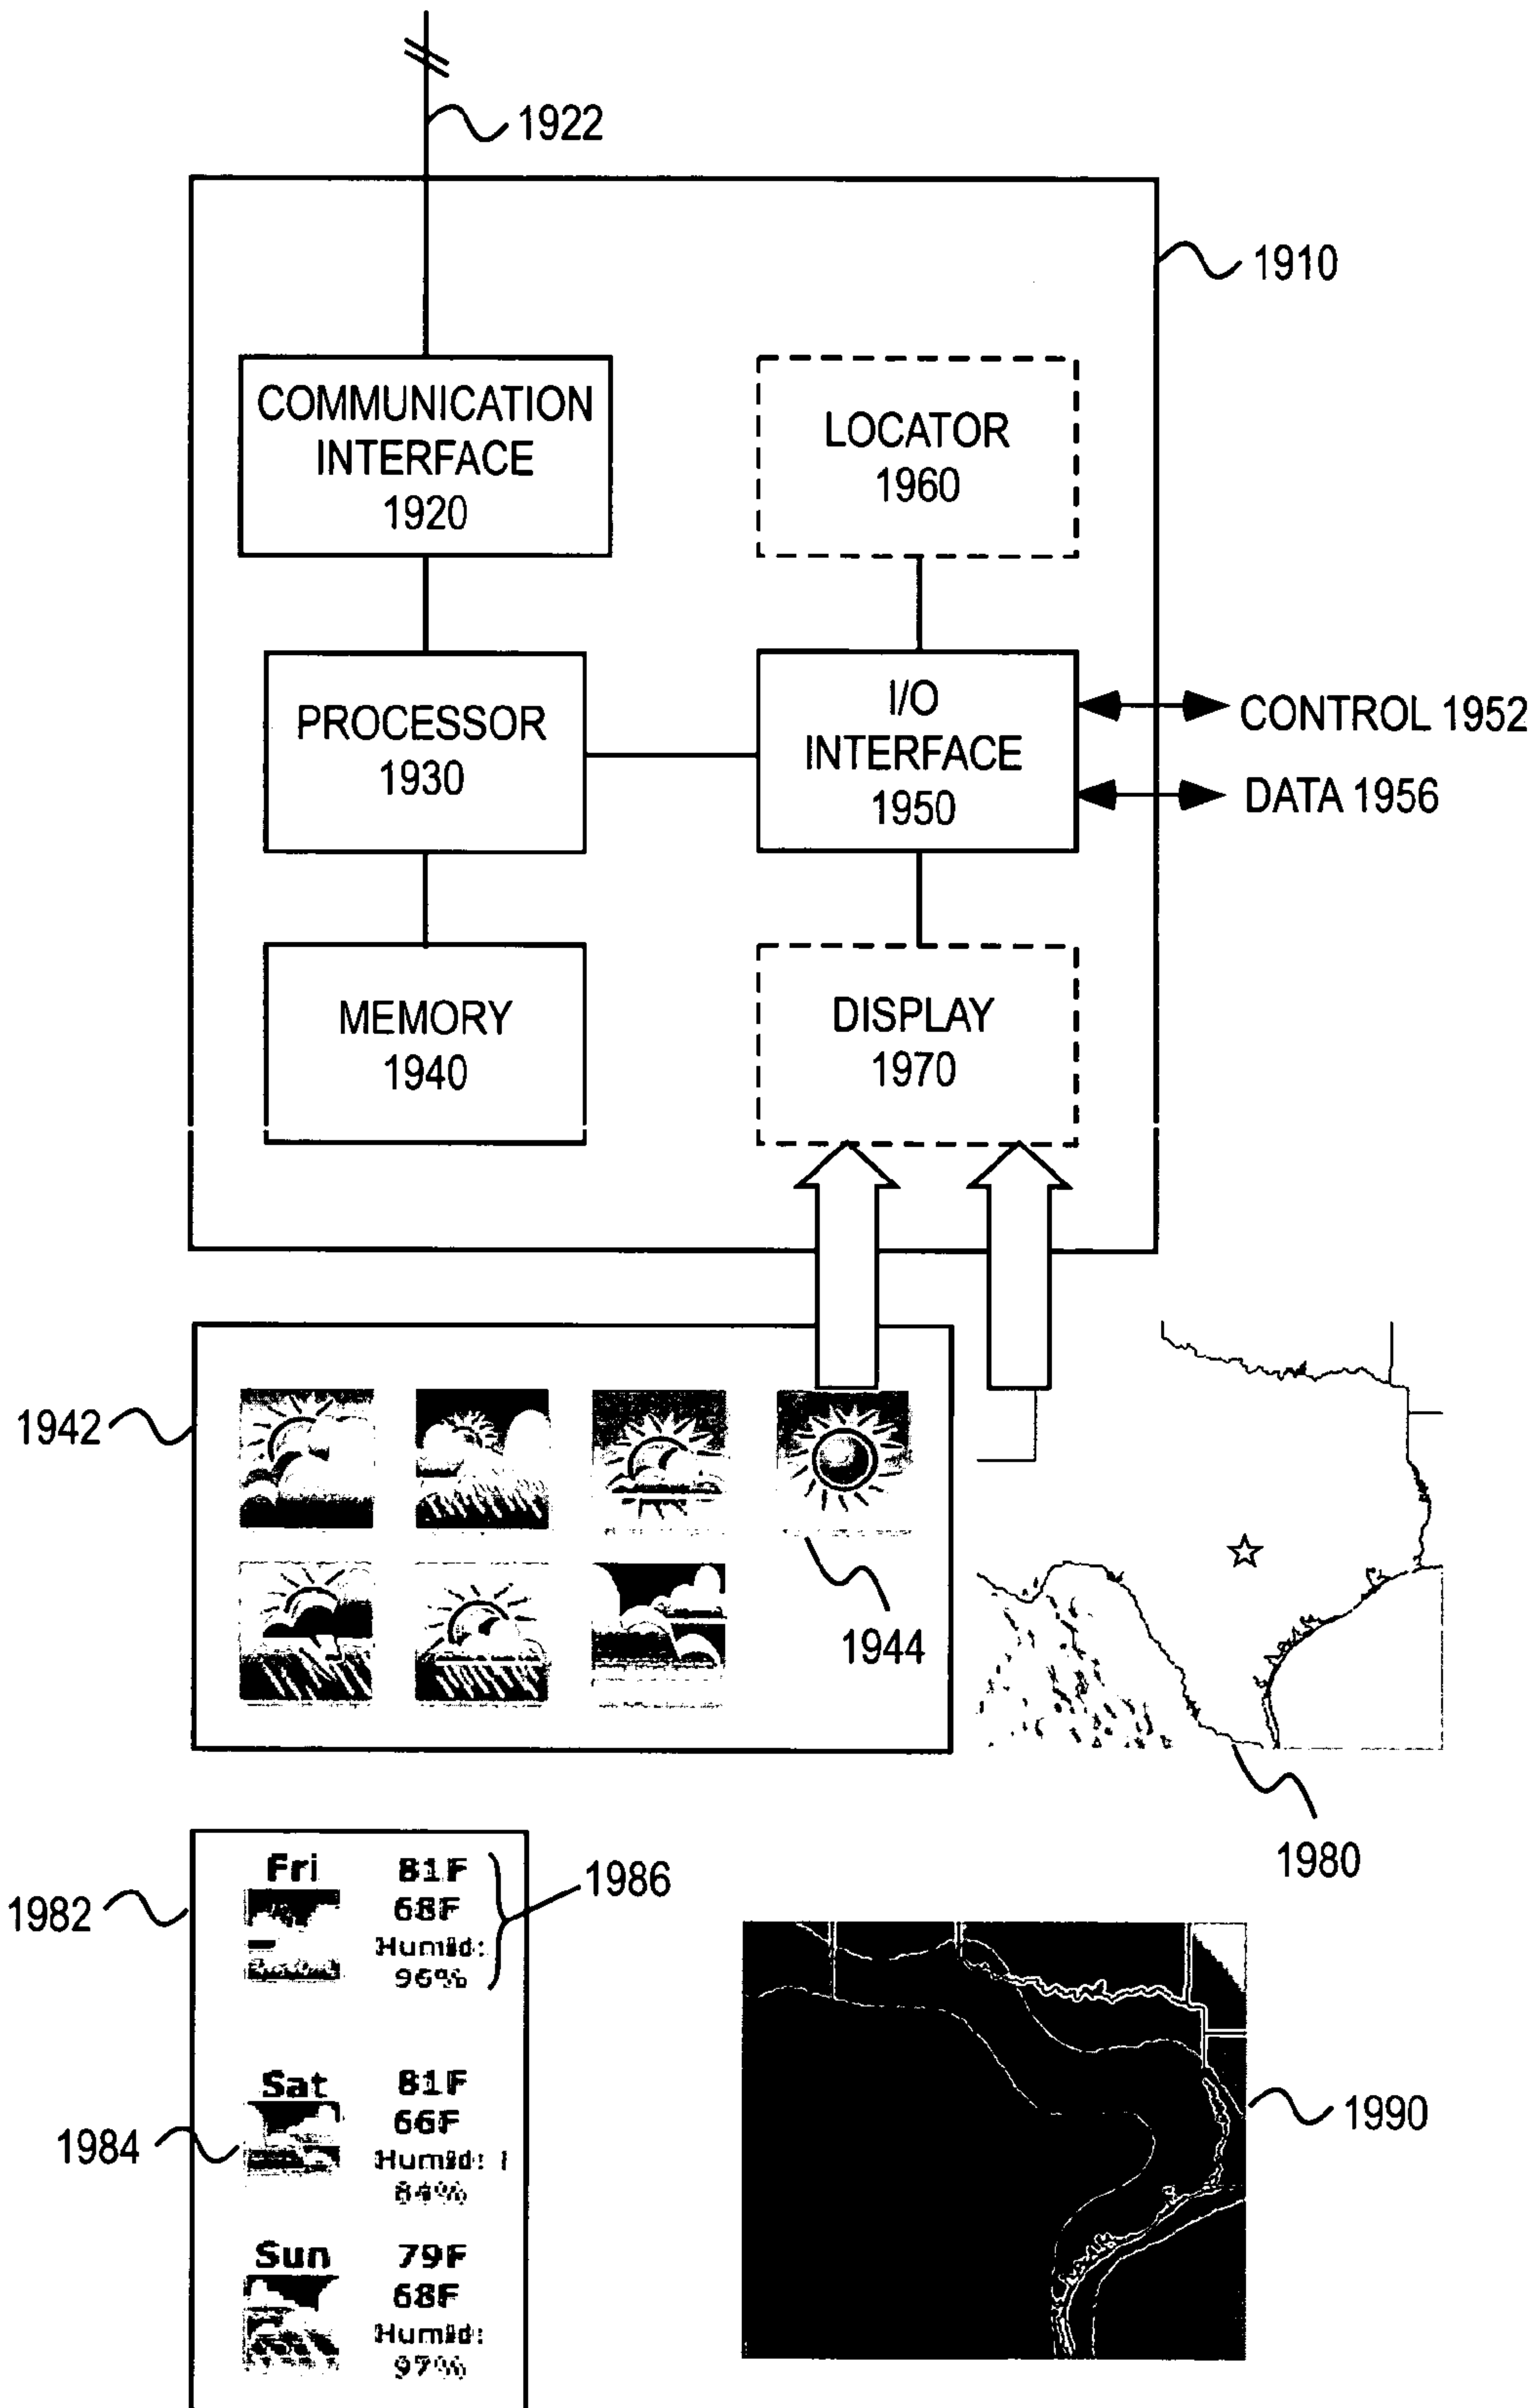 1922
1910
COMMUNICATION
INTERFACE
1920
LOCATOR
1960
PROCESSOR
1930
I/O
INTERFACE
1950
CONTROL 1952
DATA 1956
MEMORY
1940
DISPLAY
1970
1942
1944
1980
1982
Fri
81F
68F
Humid:
96%
1986
1984
Sat
81F
66F
Humid:
84%
Sun
79F
68F
Humid:
97%
1990